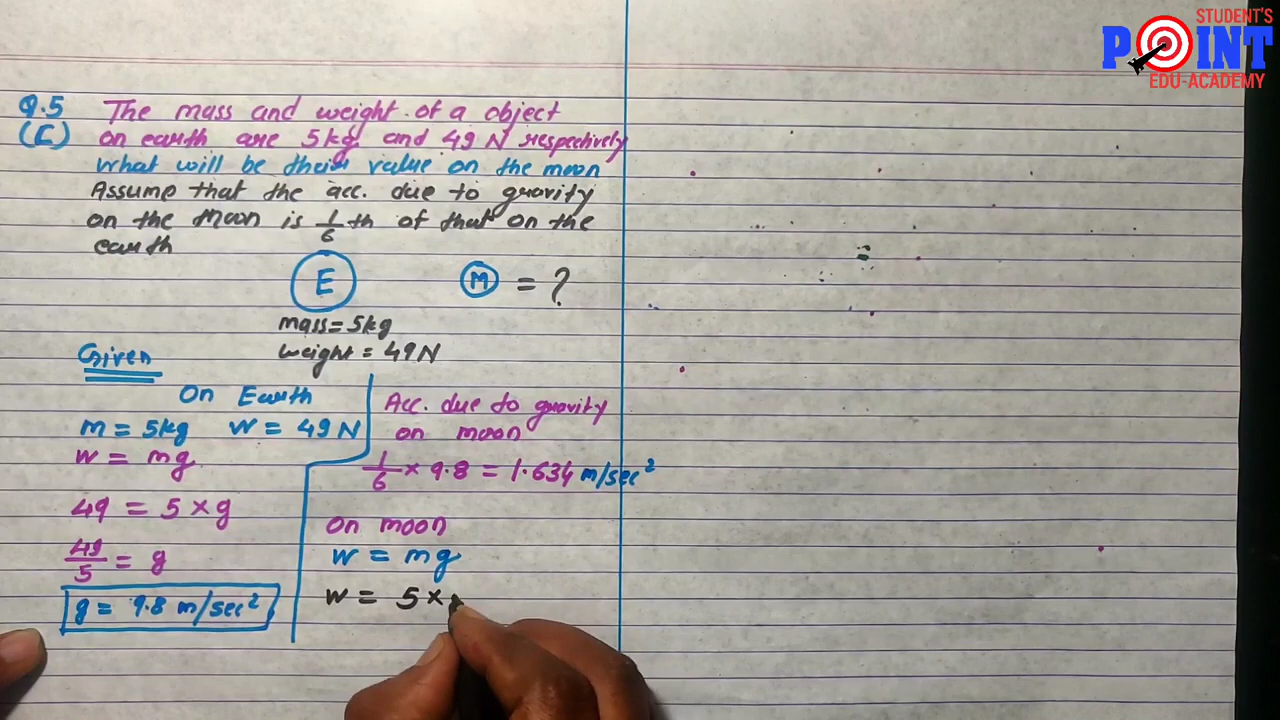 STUDENT'S
POINT
EDU-ACADEMY
Q.5 The mass and weight of a object
(C) on earth are 5kg and 49 N respectively
what will be their value on the moon
Assume that the acc. due to gravity
on the Moon is 1/6 th of that on the
earth
E M = ?
mass = 5kg
weight = 49N
Given
On Earth
m = 5kg W = 49N
w = mg
49 = 5 × g
49/5 = g
g = 9.8 m/sec²
Acc. due to gravity
on moon
1/6 × 9.8 = 1.634 m/sec²
On moon
W = mg
W = 5 ×